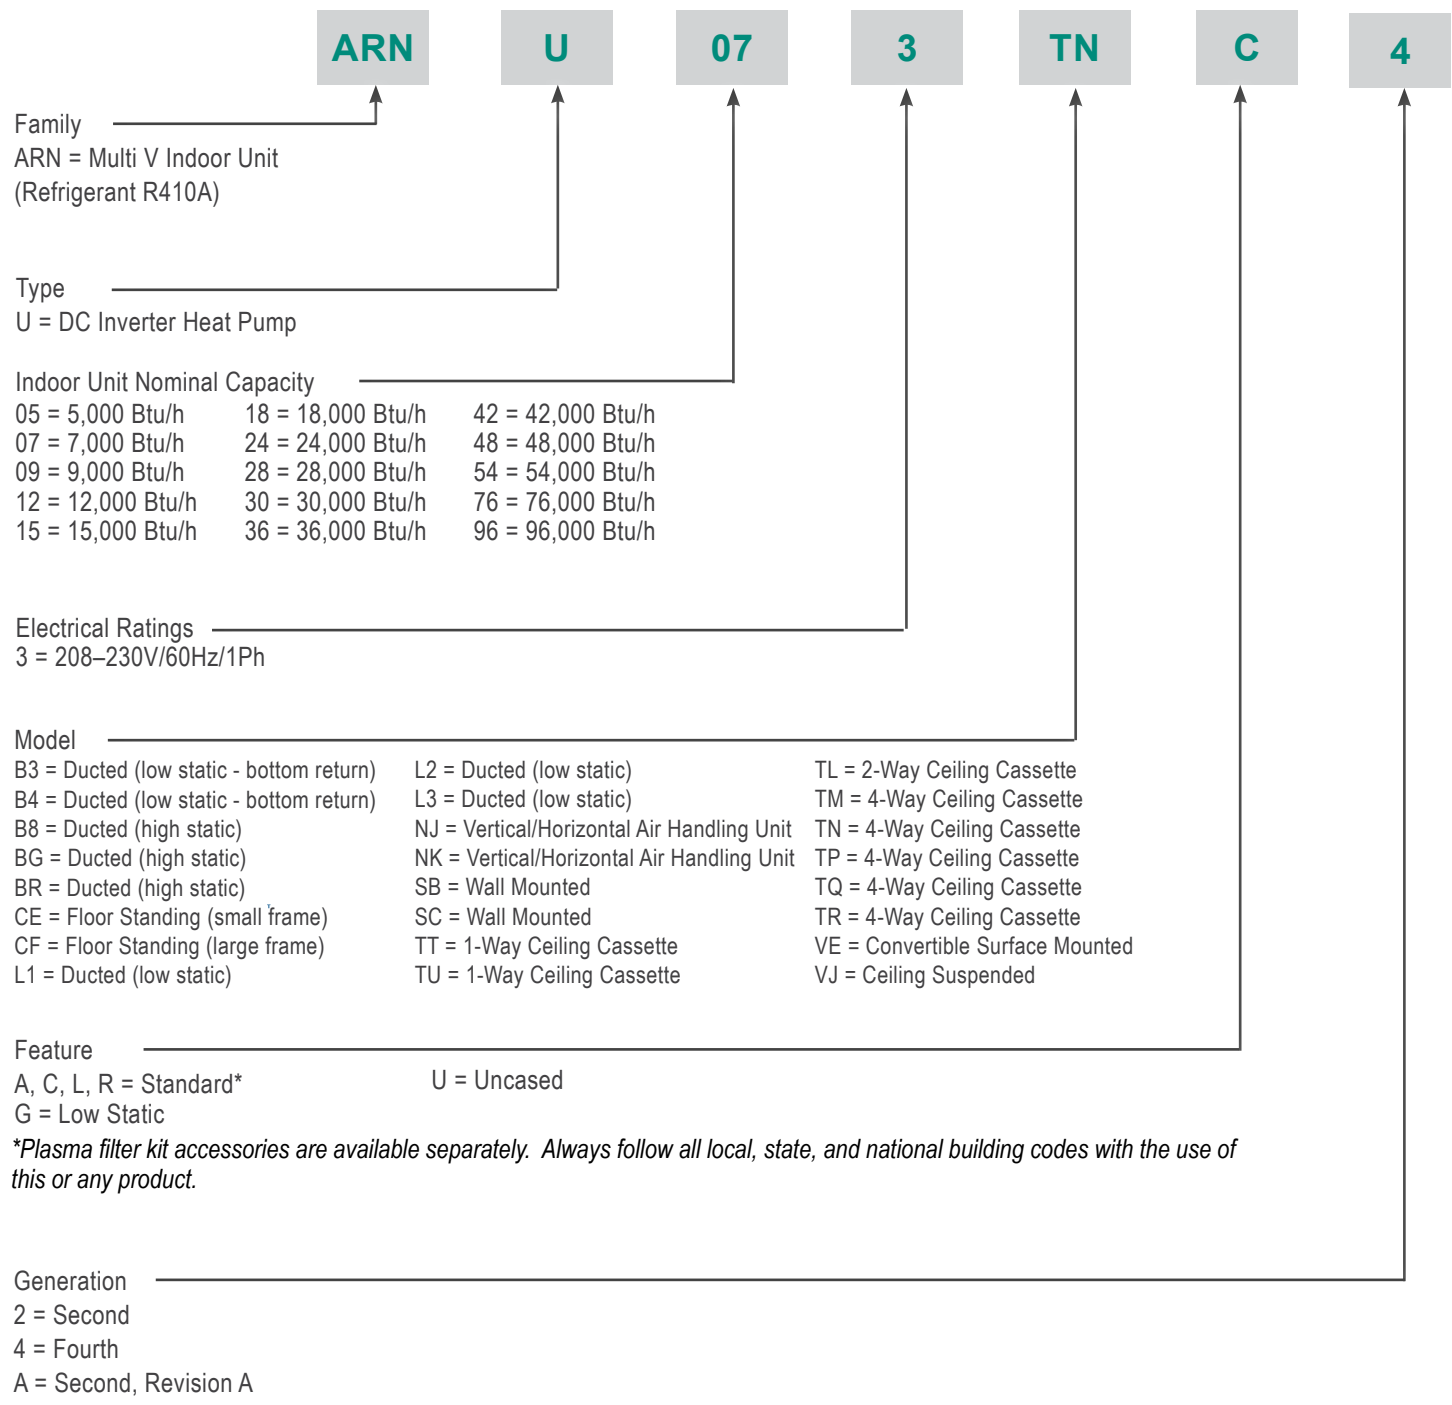 ARN U 07 3 TN C 4
Family
ARN = Multi V Indoor Unit
(Refrigerant R410A)
Type
U = DC Inverter Heat Pump
Indoor Unit Nominal Capacity
05 = 5,000 Btu/h 18 = 18,000 Btu/h 42 = 42,000 Btu/h
07 = 7,000 Btu/h 24 = 24,000 Btu/h 48 = 48,000 Btu/h
09 = 9,000 Btu/h 28 = 28,000 Btu/h 54 = 54,000 Btu/h
12 = 12,000 Btu/h 30 = 30,000 Btu/h 76 = 76,000 Btu/h
15 = 15,000 Btu/h 36 = 36,000 Btu/h 96 = 96,000 Btu/h
Electrical Ratings
3 = 208–230V/60Hz/1Ph
Model
B3 = Ducted (low static - bottom return) L2 = Ducted (low static) TL = 2-Way Ceiling Cassette
B4 = Ducted (low static - bottom return) L3 = Ducted (low static) TM = 4-Way Ceiling Cassette
B8 = Ducted (high static) NJ = Vertical/Horizontal Air Handling Unit TN = 4-Way Ceiling Cassette
BG = Ducted (high static) NK = Vertical/Horizontal Air Handling Unit TP = 4-Way Ceiling Cassette
BR = Ducted (high static) SB = Wall Mounted TQ = 4-Way Ceiling Cassette
CE = Floor Standing (small frame) SC = Wall Mounted TR = 4-Way Ceiling Cassette
CF = Floor Standing (large frame) TT = 1-Way Ceiling Cassette VE = Convertible Surface Mounted
L1 = Ducted (low static) TU = 1-Way Ceiling Cassette VJ = Ceiling Suspended
Feature
A, C, L, R = Standard* U = Uncased
G = Low Static
*Plasma filter kit accessories are available separately. Always follow all local, state, and national building codes with the use of
this or any product.
Generation
2 = Second
4 = Fourth
A = Second, Revision A